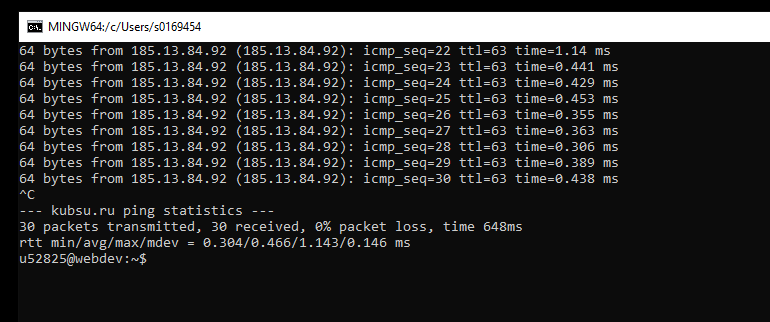 MINGW64:/c/Users/s0169454
64 bytes from 185.13.84.92 (185.13.84.92): icmp_seq=22 ttl=63 time=1.14 ms
64 bytes from 185.13.84.92 (185.13.84.92): icmp_seq=23 ttl=63 time=0.441 ms
64 bytes from 185.13.84.92 (185.13.84.92): icmp_seq=24 ttl=63 time=0.429 ms
64 bytes from 185.13.84.92 (185.13.84.92): icmp_seq=25 ttl=63 time=0.453 ms
64 bytes from 185.13.84.92 (185.13.84.92): icmp_seq=26 ttl=63 time=0.355 ms
64 bytes from 185.13.84.92 (185.13.84.92): icmp_seq=27 ttl=63 time=0.363 ms
64 bytes from 185.13.84.92 (185.13.84.92): icmp_seq=28 ttl=63 time=0.306 ms
64 bytes from 185.13.84.92 (185.13.84.92): icmp_seq=29 ttl=63 time=0.389 ms
64 bytes from 185.13.84.92 (185.13.84.92): icmp_seq=30 ttl=63 time=0.438 ms
^C
--- kubsu.ru ping statistics ---
30 packets transmitted, 30 received, 0% packet loss, time 648ms
rtt min/avg/max/mdev = 0.304/0.466/1.143/0.146 ms
u52825@webdev:~$